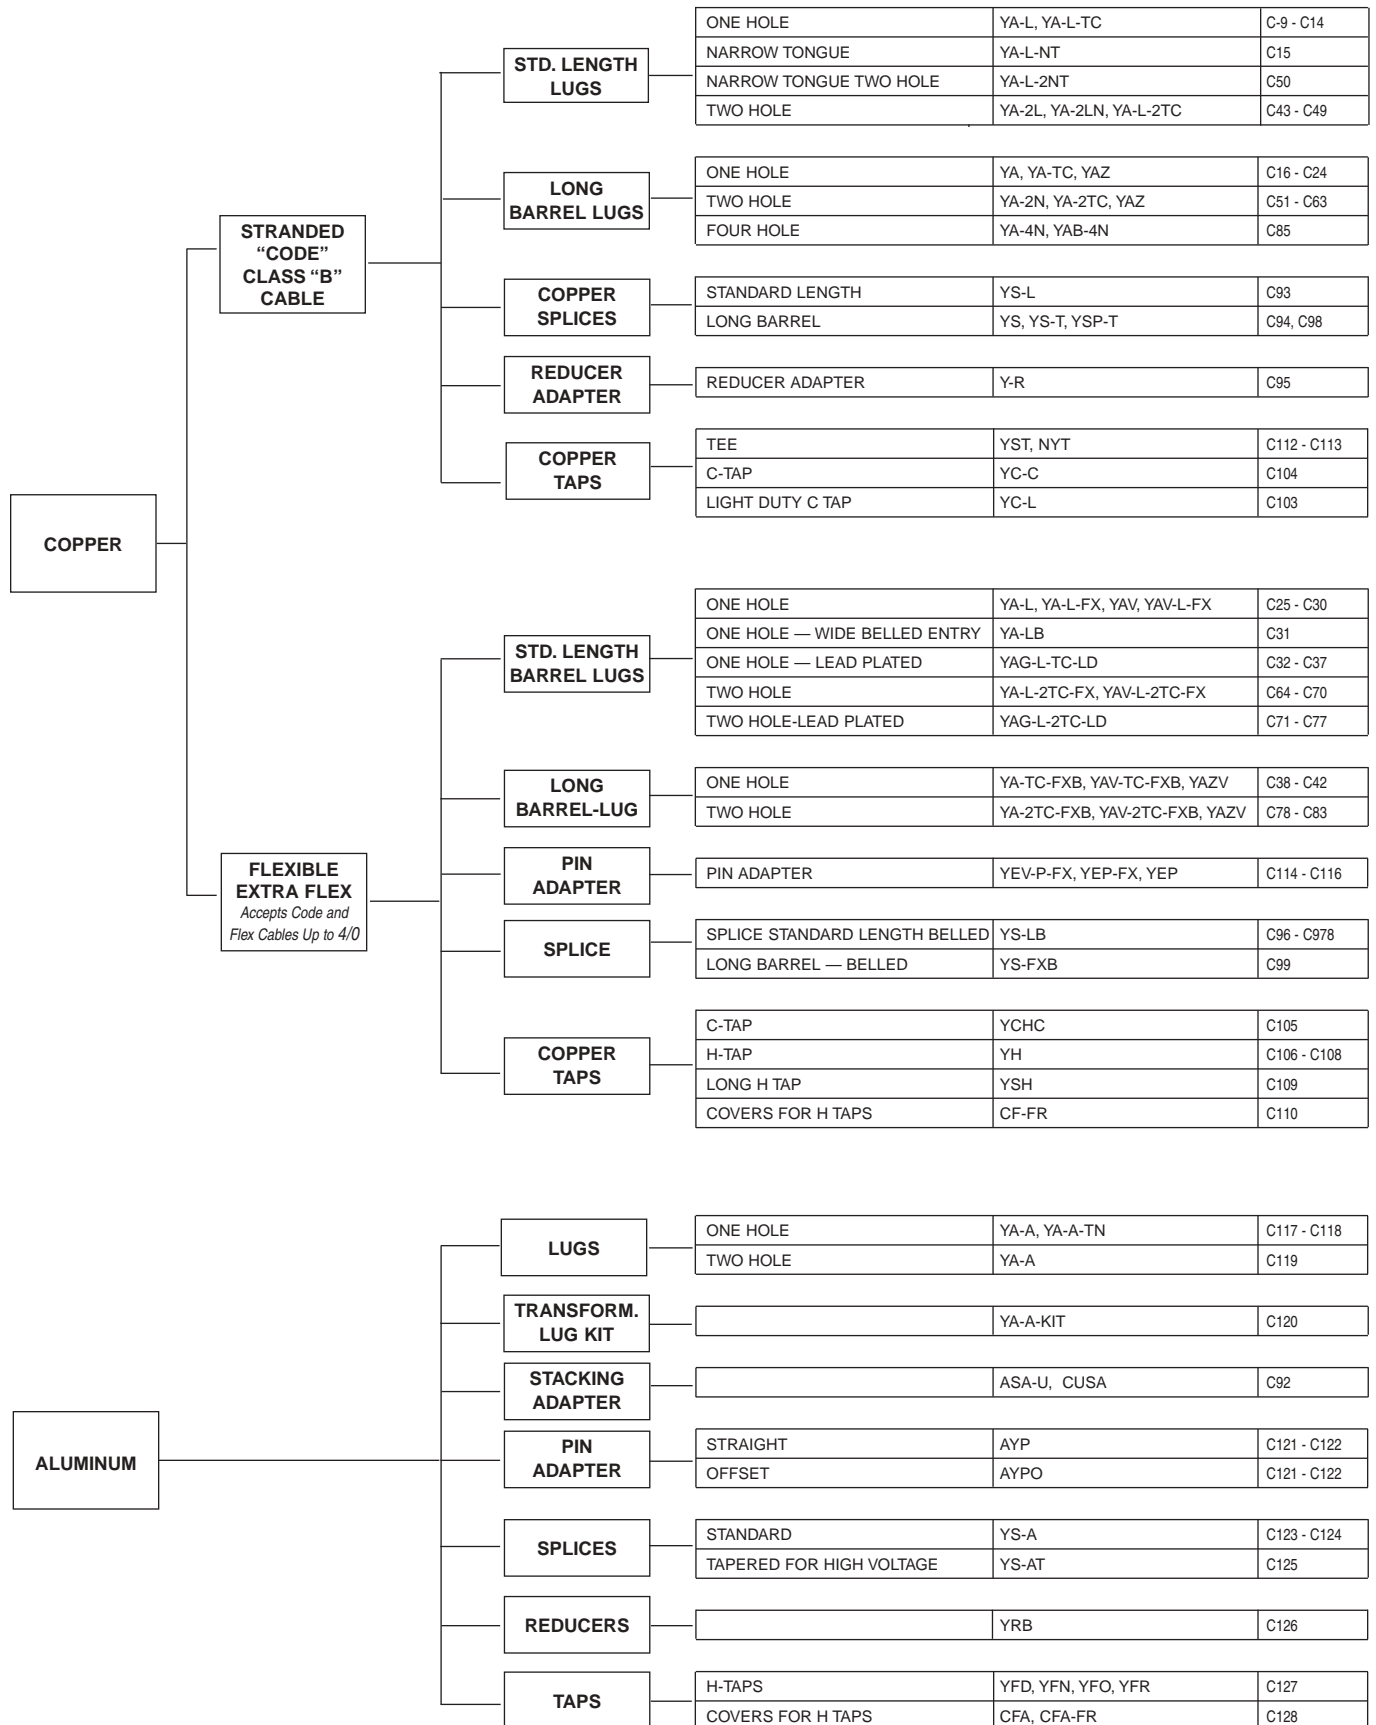 COPPER
STRANDED
“CODE”
CLASS “B”
CABLE
STD. LENGTH
LUGS
ONE HOLE YA-L, YA-L-TC C-9 - C14
NARROW TONGUE YA-L-NT C15
NARROW TONGUE TWO HOLE YA-L-2NT C50
TWO HOLE YA-2L, YA-2LN, YA-L-2TC C43 - C49
LONG
BARREL LUGS
ONE HOLE YA, YA-TC, YAZ C16 - C24
TWO HOLE YA-2N, YA-2TC, YAZ C51 - C63
FOUR HOLE YA-4N, YAB-4N C85
COPPER
SPLICES
STANDARD LENGTH YS-L C93
LONG BARREL YS, YS-T, YSP-T C94, C98
REDUCER
ADAPTER
REDUCER ADAPTER Y-R C95
COPPER
TAPS
TEE YST, NYT C112 - C113
C-TAP YC-C C104
LIGHT DUTY C TAP YC-L C103
FLEXIBLE
EXTRA FLEX
Accepts Code and
Flex Cables Up to 4/0
STD. LENGTH
BARREL LUGS
ONE HOLE YA-L, YA-L-FX, YAV, YAV-L-FX C25 - C30
ONE HOLE — WIDE BELLED ENTRY YA-LB C31
ONE HOLE — LEAD PLATED YAG-L-TC-LD C32 - C37
TWO HOLE YA-L-2TC-FX, YAV-L-2TC-FX C64 - C70
TWO HOLE-LEAD PLATED YAG-L-2TC-LD C71 - C77
LONG
BARREL-LUG
ONE HOLE YA-TC-FXB, YAV-TC-FXB, YAZV C38 - C42
TWO HOLE YA-2TC-FXB, YAV-2TC-FXB, YAZV C78 - C83
PIN
ADAPTER
PIN ADAPTER YEV-P-FX, YEP-FX, YEP C114 - C116
SPLICE
SPLICE STANDARD LENGTH BELLED YS-LB C96 - C978
LONG BARREL — BELLED YS-FXB C99
COPPER
TAPS
C-TAP YCHC C105
H-TAP YH C106 - C108
LONG H TAP YSH C109
COVERS FOR H TAPS CF-FR C110
ALUMINUM
LUGS
ONE HOLE YA-A, YA-A-TN C117 - C118
TWO HOLE YA-A C119
TRANSFORM.
LUG KIT
YA-A-KIT C120
STACKING
ADAPTER
ASA-U, CUSA C92
PIN
ADAPTER
STRAIGHT AYP C121 - C122
OFFSET AYPO C121 - C122
SPLICES
STANDARD YS-A C123 - C124
TAPERED FOR HIGH VOLTAGE YS-AT C125
REDUCERS
YRB C126
TAPS
H-TAPS YFD, YFN, YFO, YFR C127
COVERS FOR H TAPS CFA, CFA-FR C128